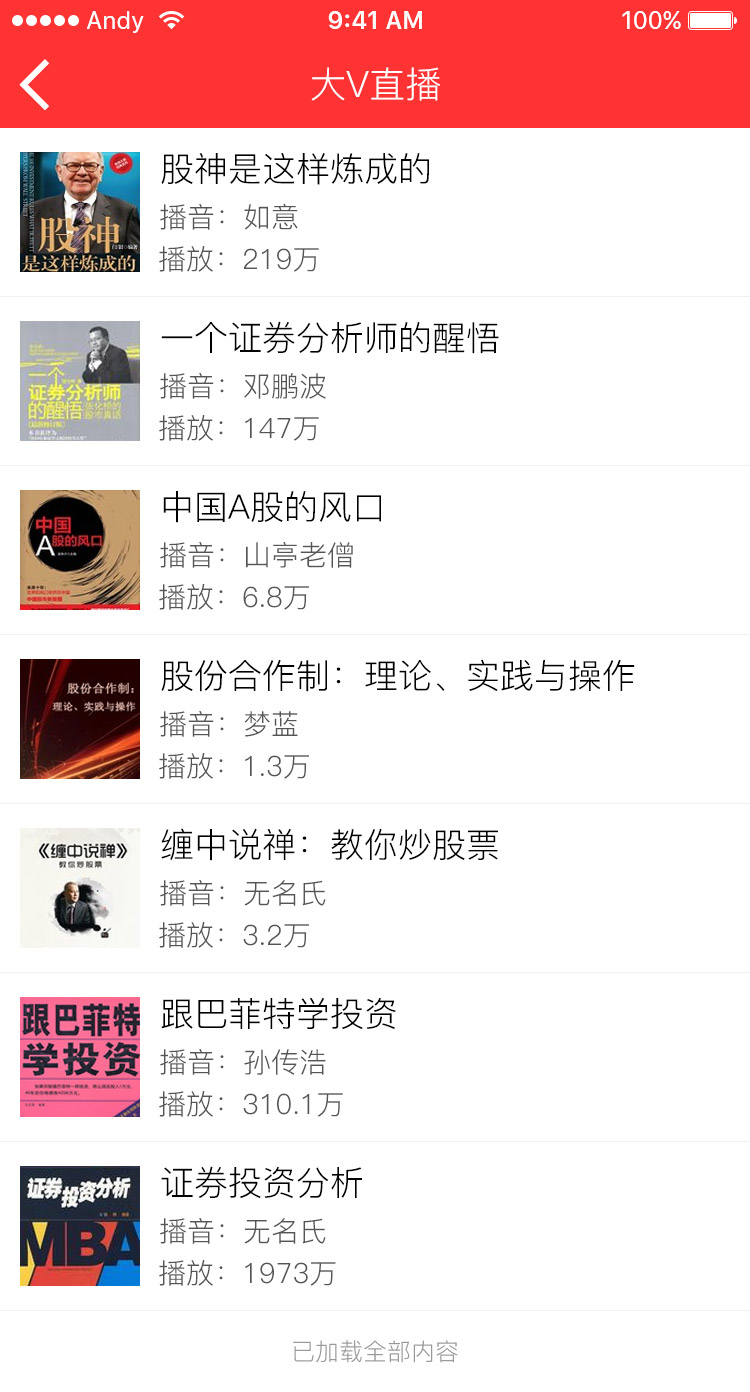 Andy
9:41 AM
100%
大V直播
股神
是这样炼成的
股神是这样炼成的
播音：如意
播放：219万
一个
证券分析师
的醒悟
一个证券分析师的醒悟
播音：邓鹏波
播放：147万
中国
A股的风口
中国A股的风口
播音：山亭老僧
播放：6.8万
股份合作制：
理论、实践与操作
股份合作制：理论、实践与操作
播音：梦蓝
播放：1.3万
《缠中说禅》
教你炒股票
缠中说禅：教你炒股票
播音：无名氏
播放：3.2万
跟巴菲特
学投资
跟巴菲特学投资
播音：孙传浩
播放：310.1万
证券投资分析
MBA
证券投资分析
播音：无名氏
播放：1973万
已加载全部内容